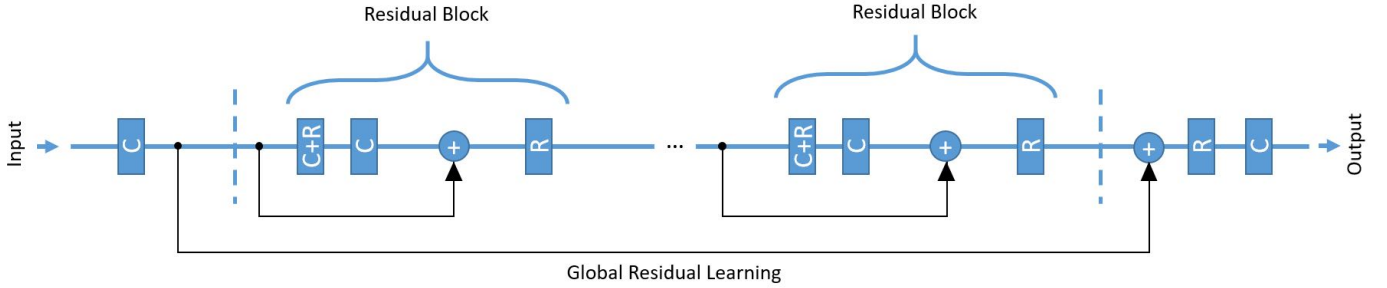 Residual Block
Residual Block
Input
C
C+R
C
+
R
...
C+R
C
+
R
+
R
C
Output
Global Residual Learning